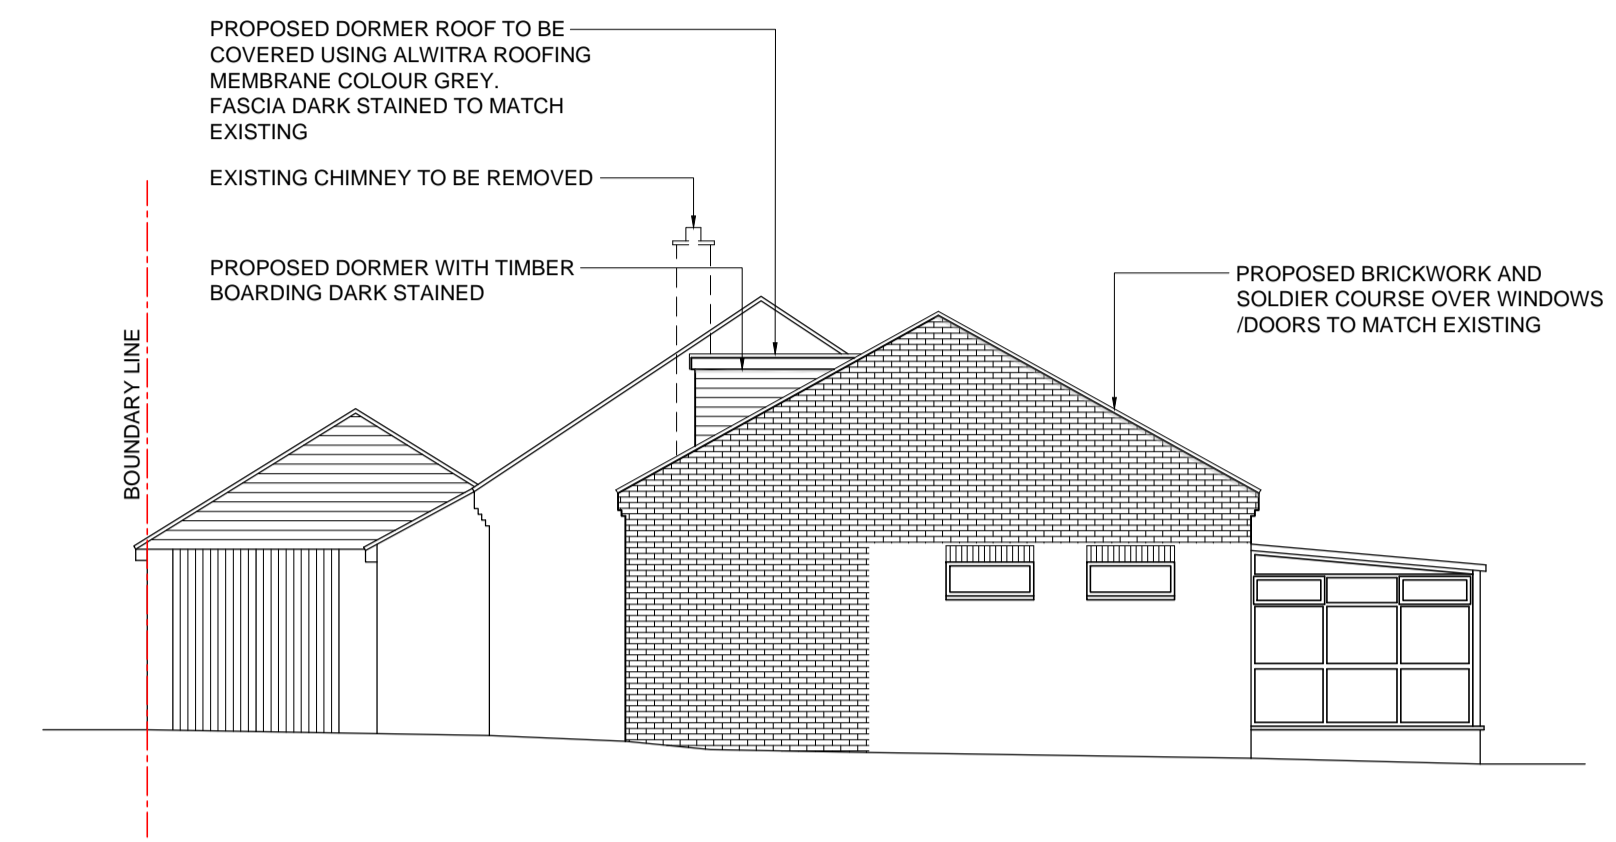 PROPOSED DORMER ROOF TO BE
COVERED USING ALWITRA ROOFING
MEMBRANE COLOUR GREY.
FASCIA DARK STAINED TO MATCH
EXISTING
EXISTING CHIMNEY TO BE REMOVED
PROPOSED DORMER WITH TIMBER
BOARDING DARK STAINED
PROPOSED BRICKWORK AND
SOLDIER COURSE OVER WINDOWS
/DOORS TO MATCH EXISTING
BOUNDARY LINE